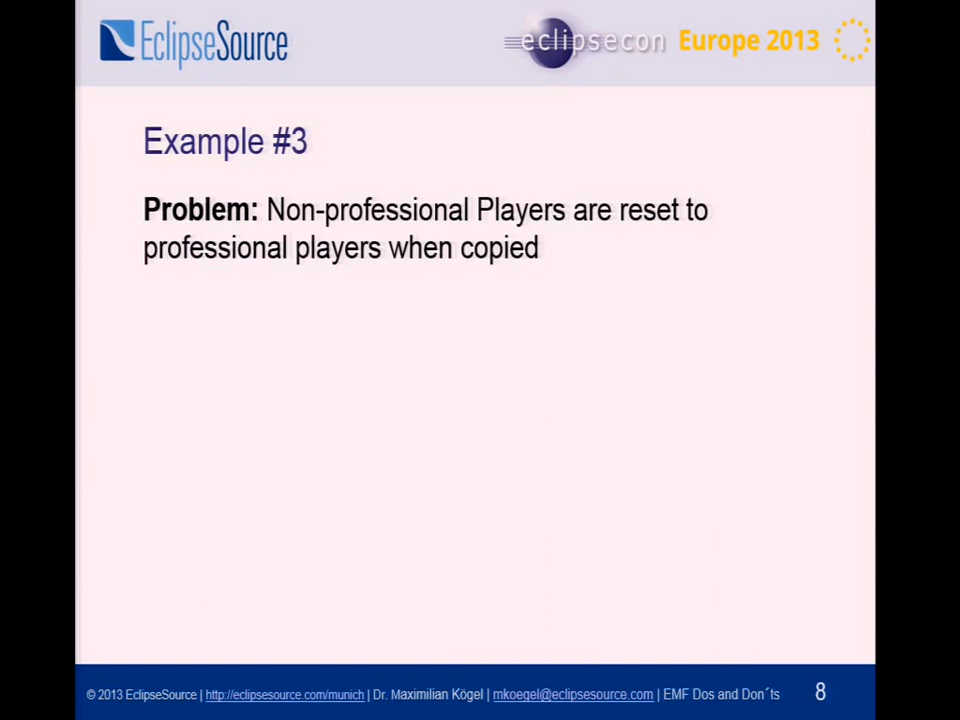 EclipseSource
eclipsecon Europe 2013
Example #3
Problem: Non-professional Players are reset to
professional players when copied
© 2013 EclipseSource | http://eclipsesource.com/munich | Dr. Maximilian Kögel | mkoegel@eclipsesource.com | EMF Dos and Don´ts 8